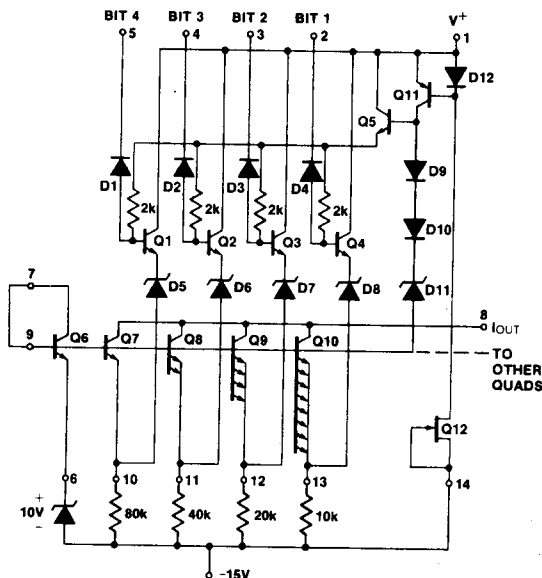 BIT 4 BIT 3 BIT 2 BIT 1 V+
5 4 3 2 1
D12
Q11
Q5
D1 D2 D3 D4 D9
2k 2k 2k 2k
D10
Q1 Q2 Q3 Q4
D5 D6 D7 D8 D11
7
8
IOUT
9 Q6 Q7 Q8 Q9 Q10
TO
OTHER
QUADS
Q12
6 10 11 12 13 14
+
10V 80k 40k 20k 10k
−
−15V